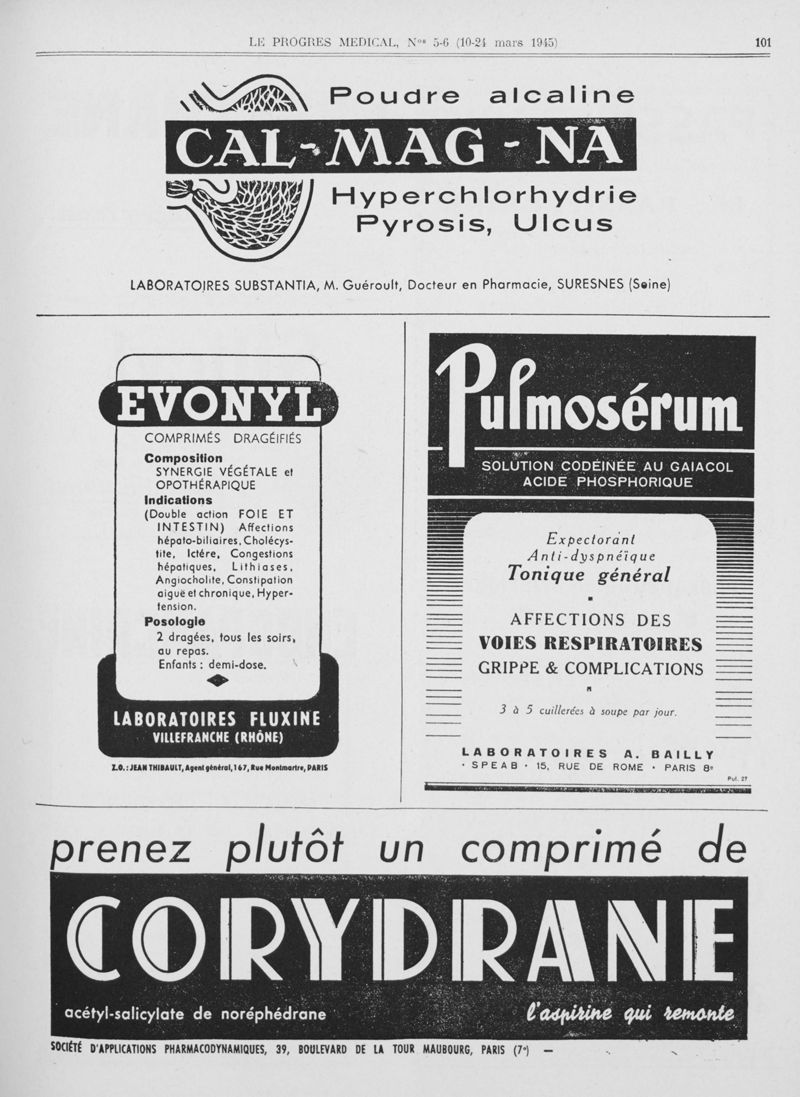 LE PROGRES MEDICAL, Nos 5-6 (10-24 mars 1945)
101
Poudre alcaline
CAL-MAG-NA
Hyperchlorhydrie
Pyrosis, Ulcus
LABORATOIRES SUBSTANTIA, M. Guéroult, Docteur en Pharmacie, SURESNES (Seine)
EVONYL
COMPRIMÉS DRAGÉIFIÉS
Composition
SYNERGIE VÉGÉTALE et
OPOTHÉRAPIQUE
Indications
(Double action FOIE ET
INTESTIN) Affections
hépato-biliaires, Cholécys-
tite, Ictére, Congestions
hépatiques, Lithiases,
Angiocholite, Constipation
aiguë et chronique, Hyper-
tension.
Posologie
2 dragées, tous les soirs,
au repas.
Enfants : demi-dose.
LABORATOIRES FLUXINE
VILLEFRANCHE (RHÔNE)
Z.O. : JEAN THIBAULT, Agent général, 167, Rue Montmartre, PARIS
Pulmosérum
SOLUTION CODÉINÉE AU GAIACOL
ACIDE PHOSPHORIQUE
Expectorant
Anti-dyspnéïque
Tonique général
AFFECTIONS DES
VOIES RESPIRATOIRES
GRIPPE & COMPLICATIONS
3 à 5 cuillerées à soupe par jour.
LABORATOIRES A. BAILLY
· SPEAB · 15, RUE DE ROME · PARIS 8e
Pul. 27
prenez plutôt un comprimé de
CORYDRANE
acétyl-salicylate de noréphédrane
l'aspirine qui remonte
SOCIÉTÉ D'APPLICATIONS PHARMACODYNAMIQUES, 39, BOULEVARD DE LA TOUR MAUBOURG, PARIS (7e) —